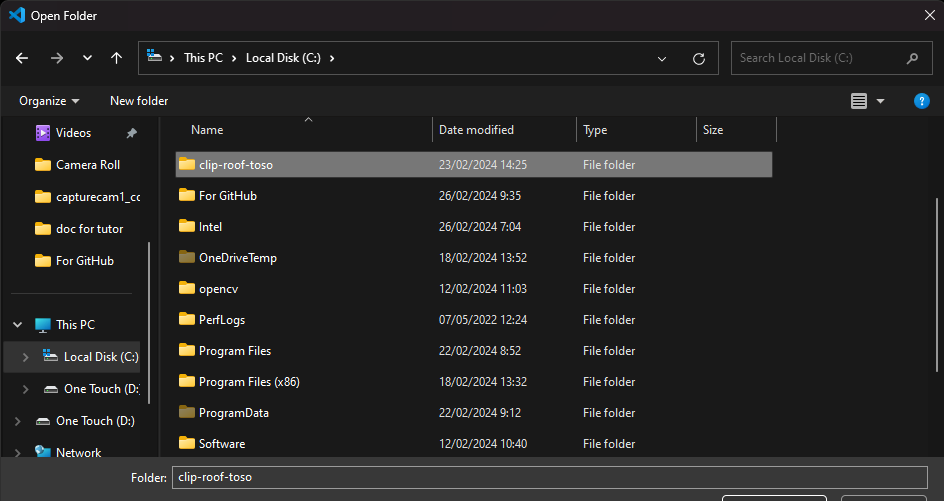 Open Folder
This PC Local Disk (C:)
Search Local Disk (C:)
Organize New folder
?
Name Date modified Type Size
Videos
Camera Roll
capturecam1_cc
doc for tutor
For GitHub
This PC
Local Disk (C:)
One Touch (D:
One Touch (D:)
Network
clip-roof-toso 23/02/2024 14:25 File folder
For GitHub 26/02/2024 9:35 File folder
Intel 26/02/2024 7:04 File folder
OneDriveTemp 18/02/2024 13:52 File folder
opencv 12/02/2024 11:03 File folder
PerfLogs 07/05/2022 12:24 File folder
Program Files 22/02/2024 8:52 File folder
Program Files (x86) 18/02/2024 13:32 File folder
ProgramData 22/02/2024 9:12 File folder
Software 12/02/2024 10:40 File folder
Folder: clip-roof-toso